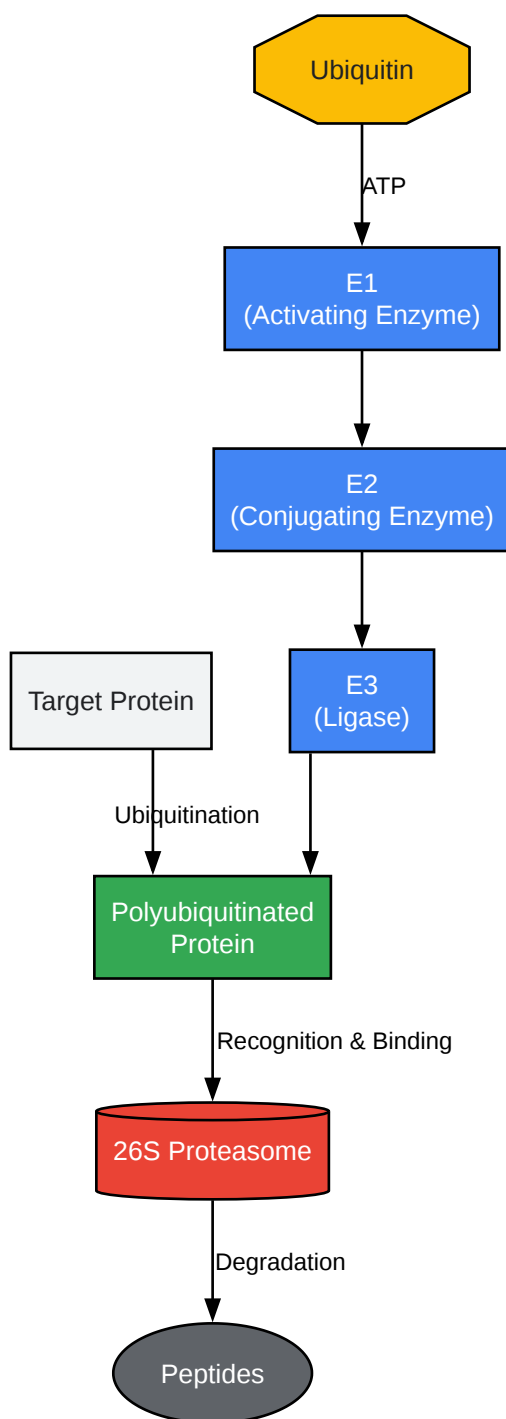 Ubiquitin
ATP
E1
(Activating Enzyme)
E2
(Conjugating Enzyme)
Target Protein
E3
(Ligase)
Ubiquitination
Polyubiquitinated
Protein
Recognition & Binding
26S Proteasome
Degradation
Peptides